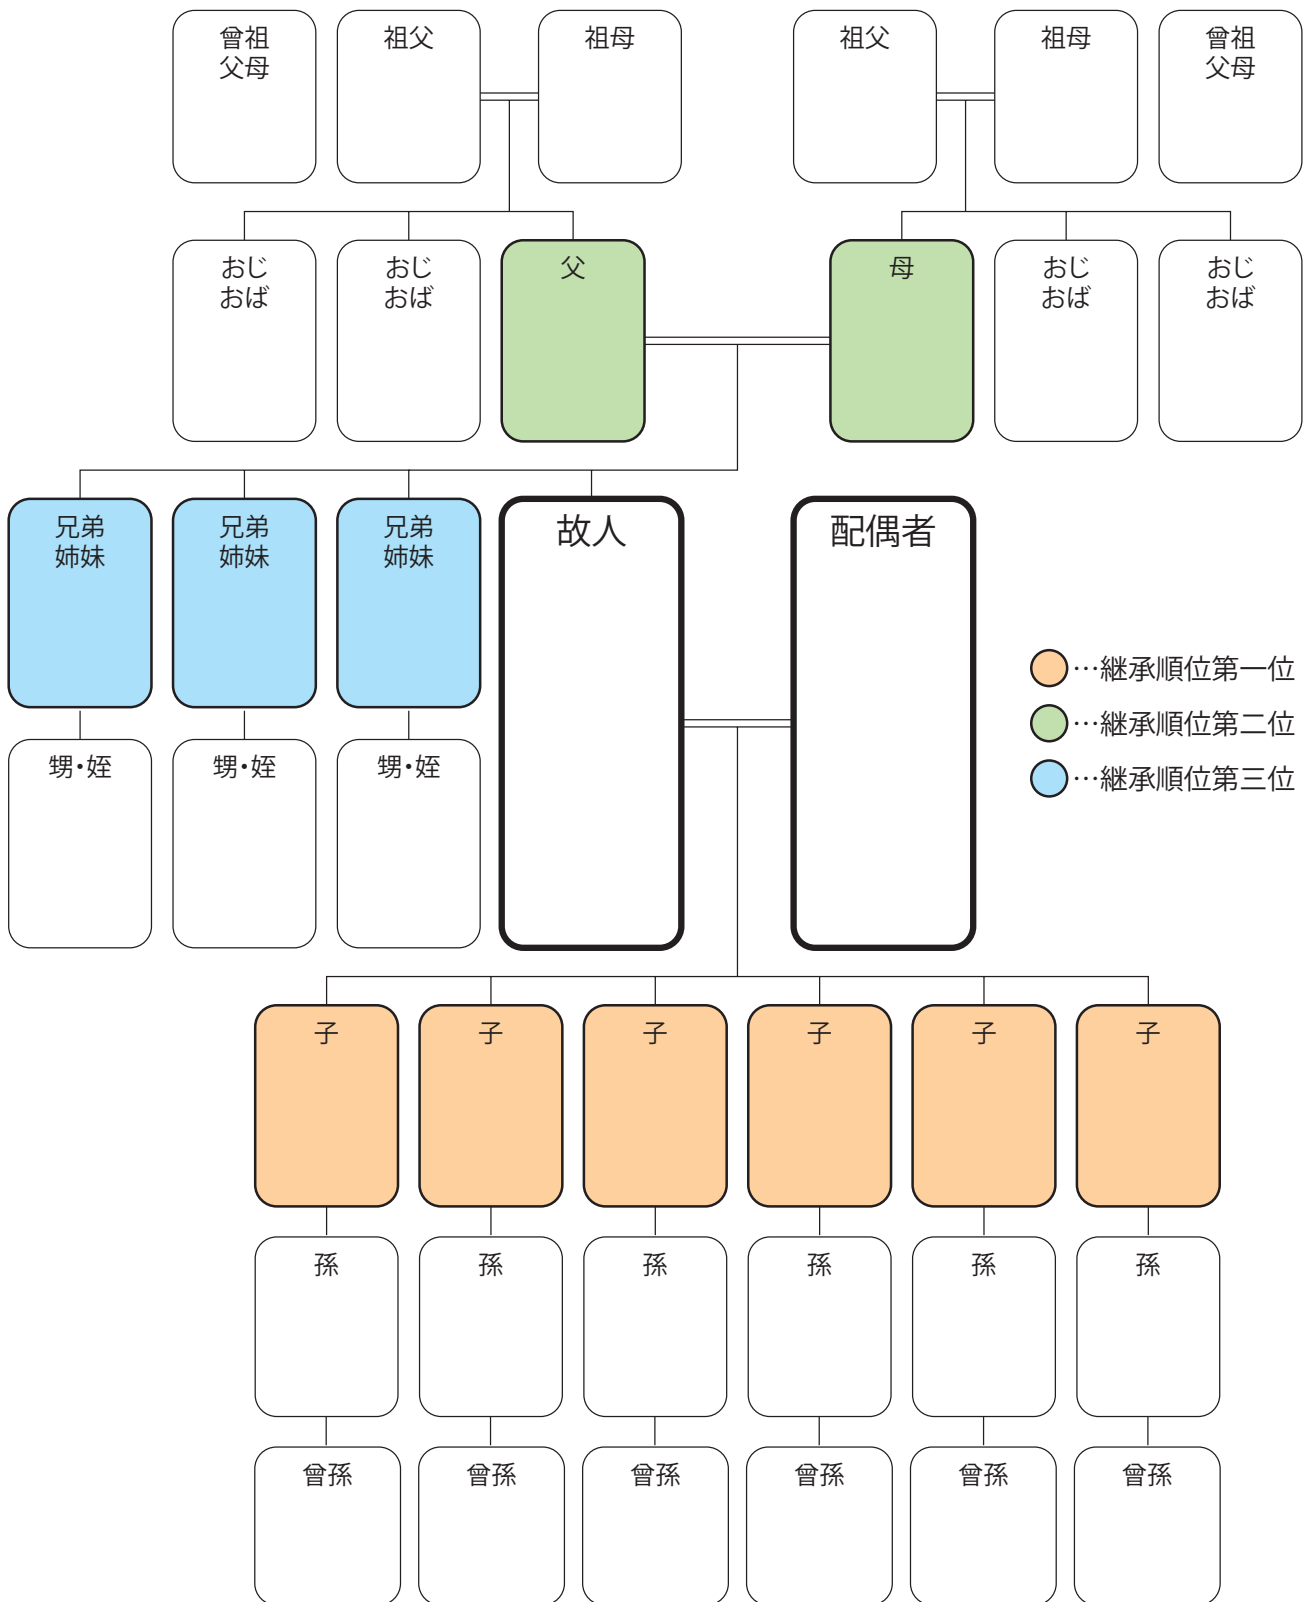 曾祖
父母
祖父
祖母
祖父
祖母
曾祖
父母
おじ
おば
おじ
おば
父
母
おじ
おば
おじ
おば
兄弟
姉妹
兄弟
姉妹
兄弟
姉妹
故人
配偶者
…継承順位第一位
…継承順位第二位
…継承順位第三位
甥・姪
甥・姪
甥・姪
子
子
子
子
子
子
孫
孫
孫
孫
孫
孫
曾孫
曾孫
曾孫
曾孫
曾孫
曾孫